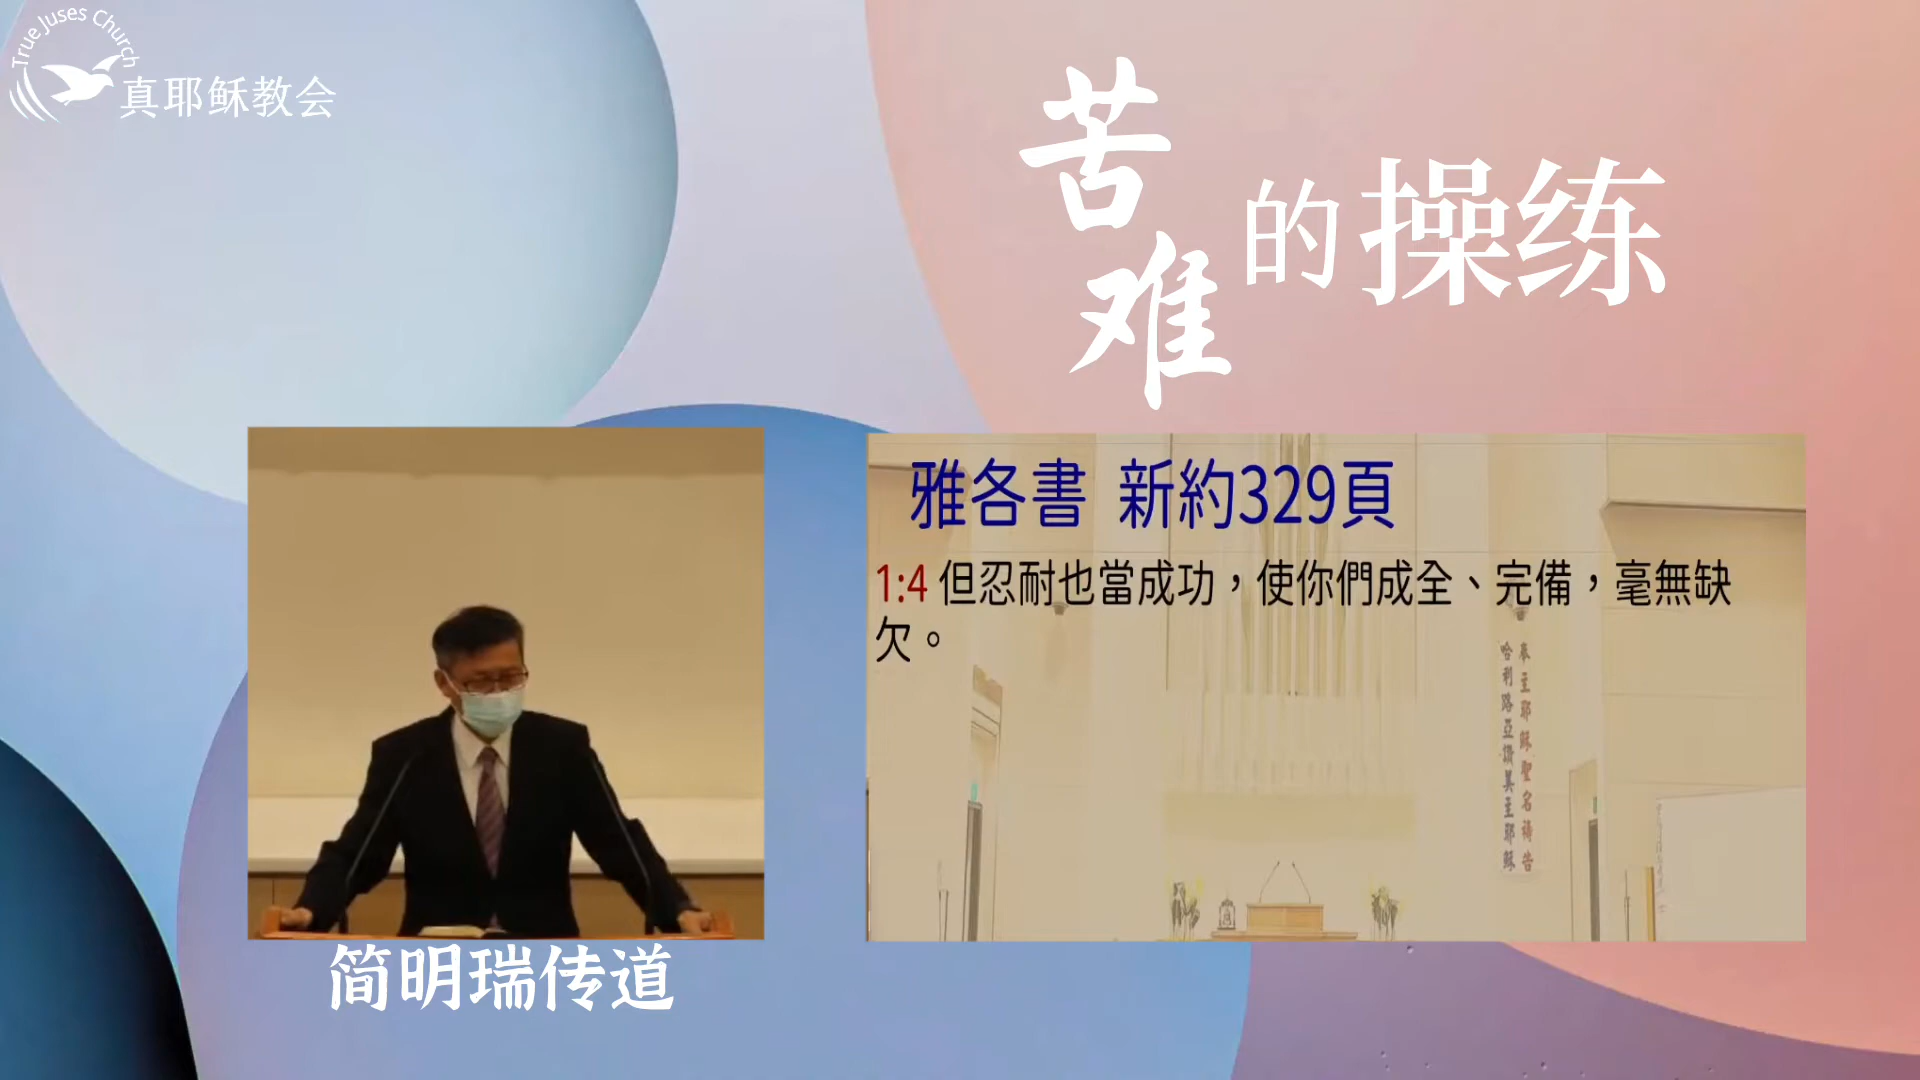 True Juses Church
真耶稣教会
苦难的操练
雅各書 新約329頁
1:4 但忍耐也當成功，使你們成全、完備，毫無缺
欠。
奉主耶穌聖名禱告
哈利路亞讚美主耶穌
简明瑞传道